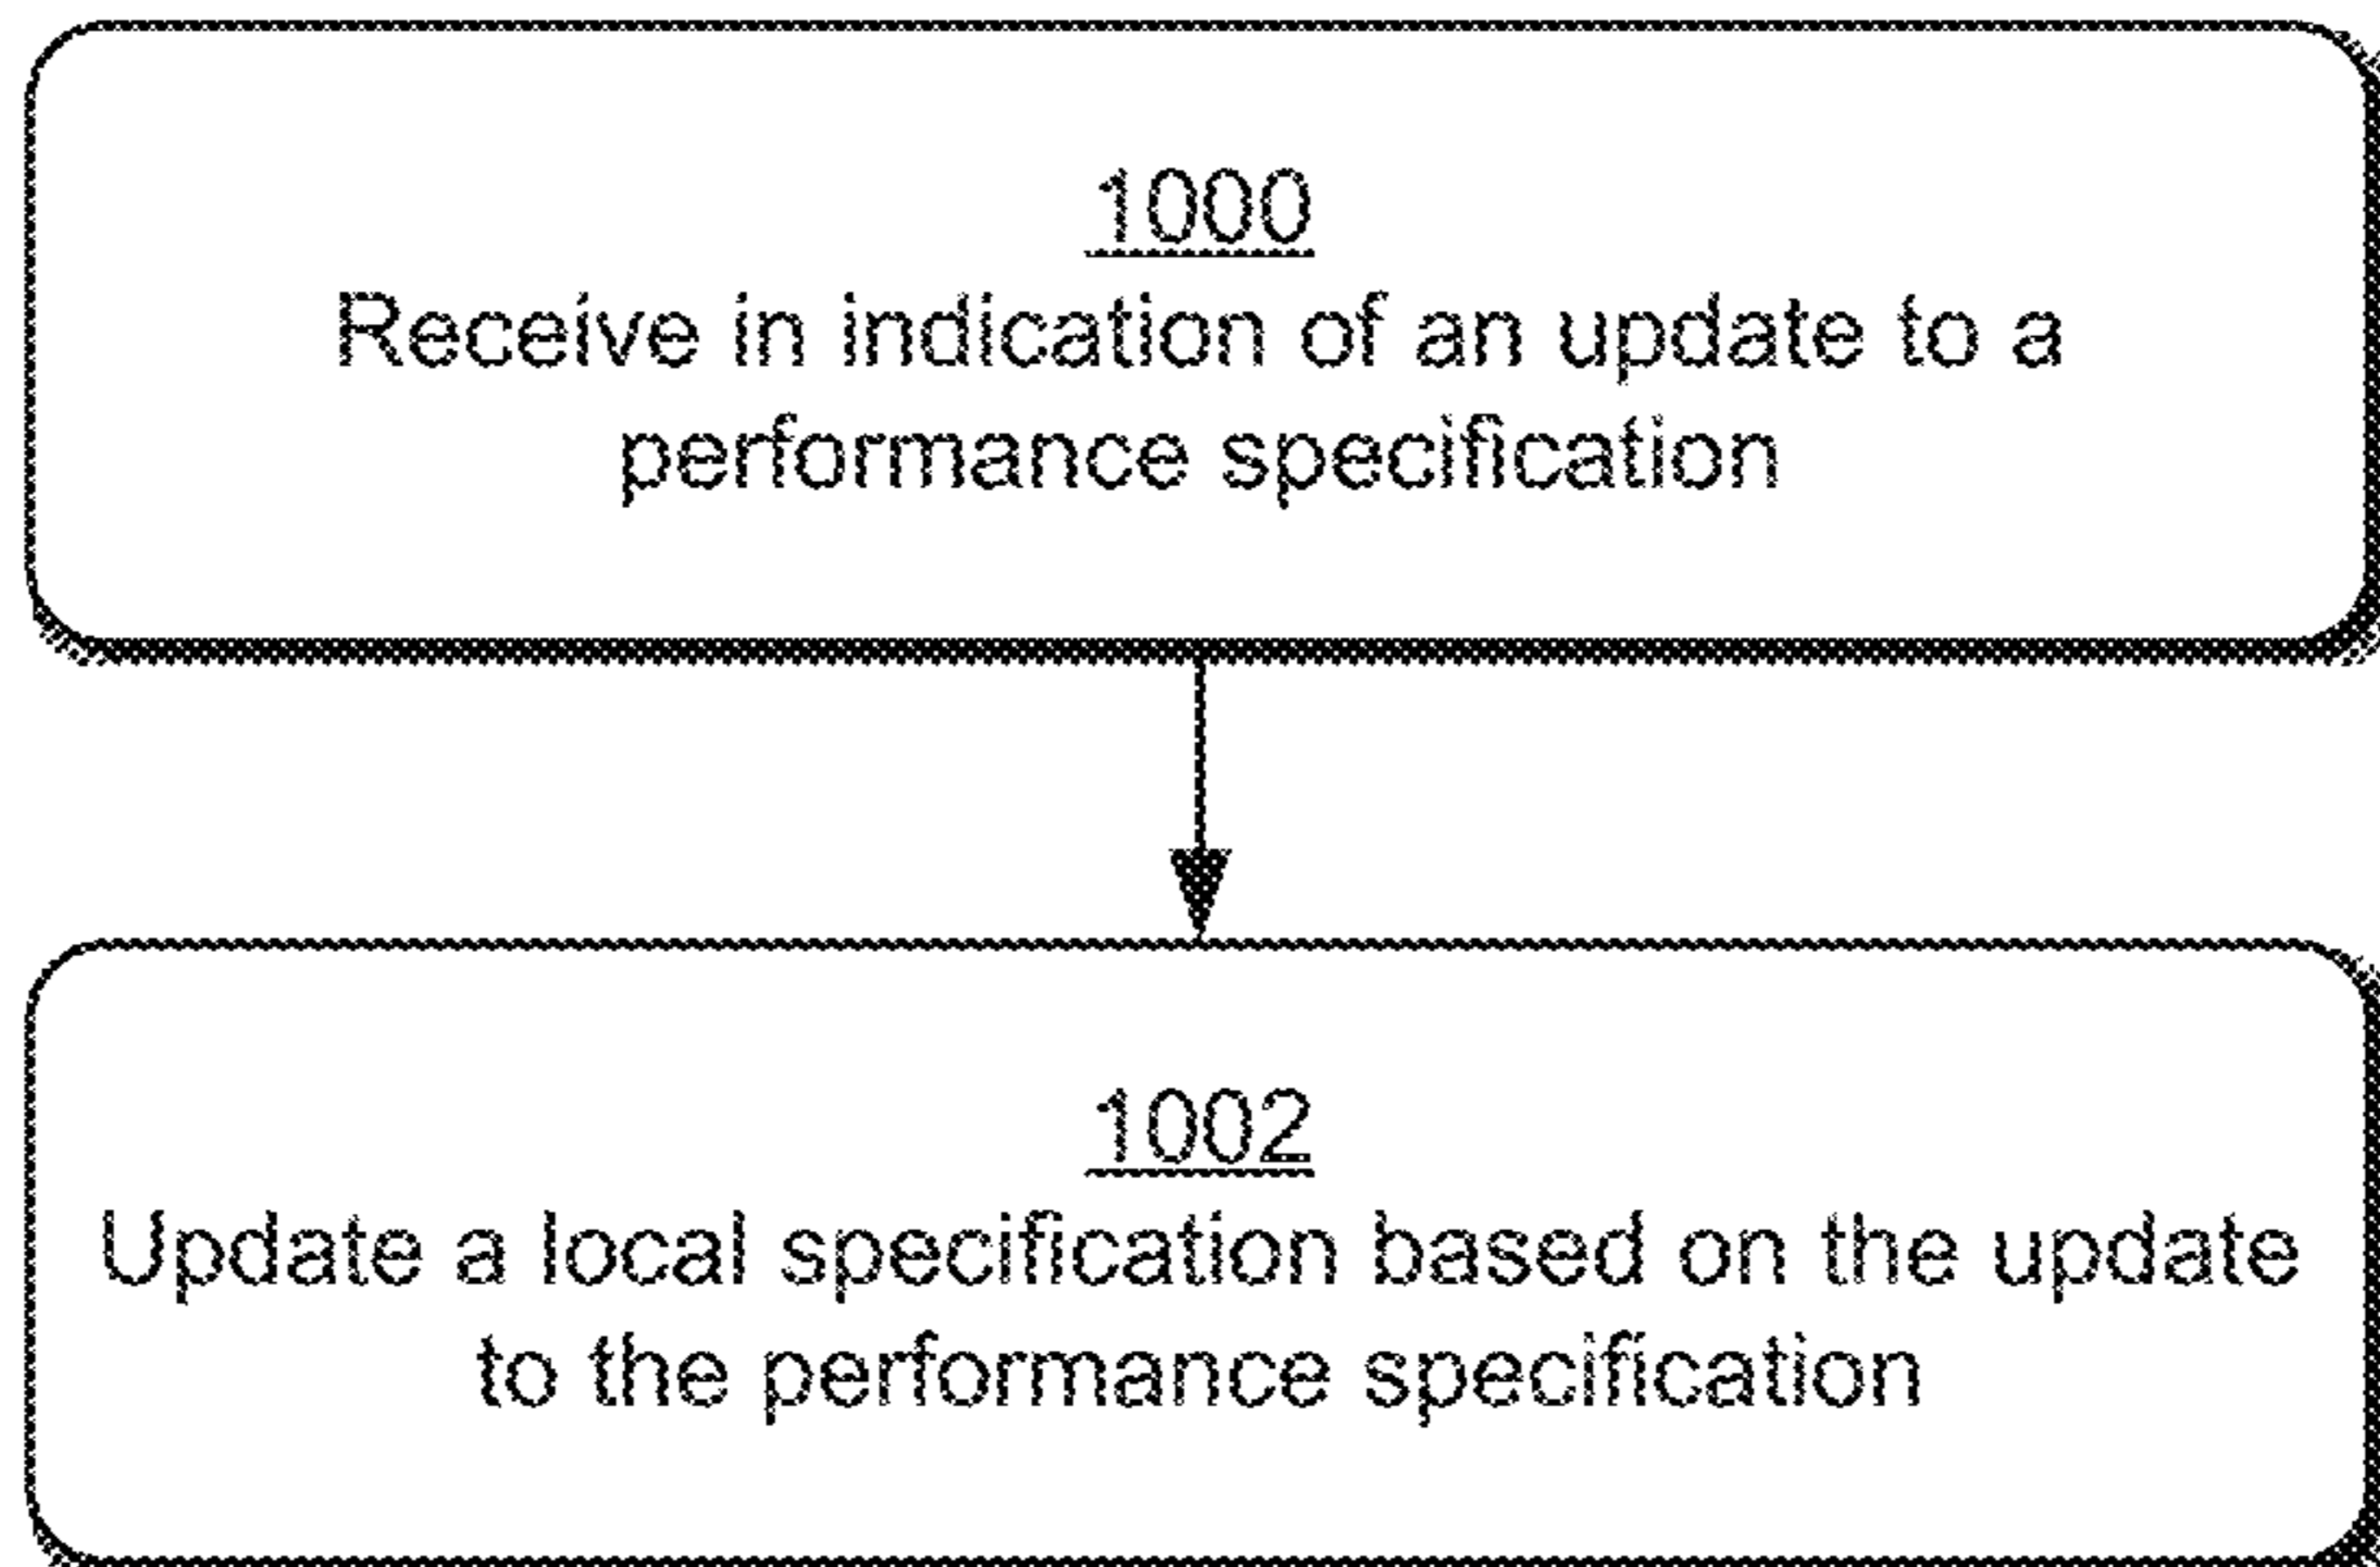 1000
Receive in indication of an update to a
performance specification
1002
Update a local specification based on the update
to the performance specification